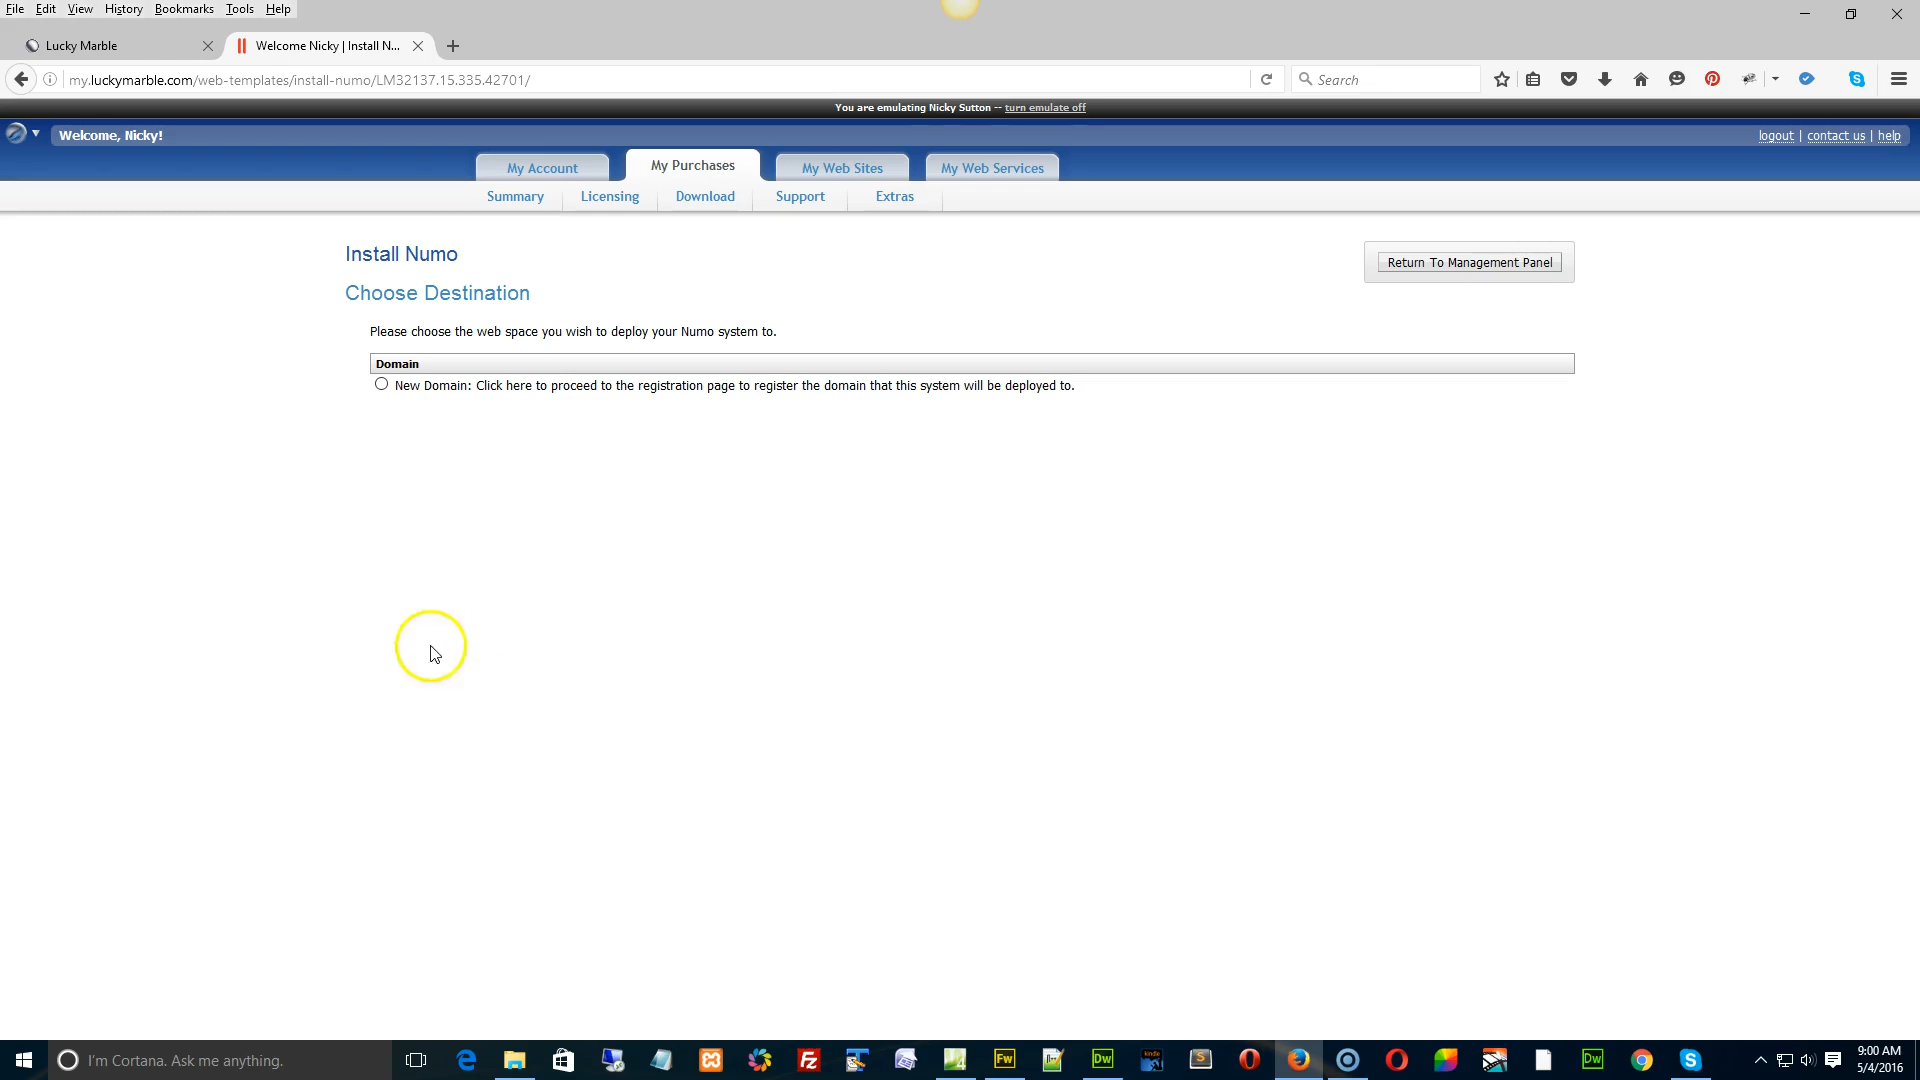 File Edit View History Bookmarks Tools Help
Lucky Marble
Welcome Nicky | Install N...
my.luckymarble.com/web-templates/install-numo/LM32137.15.335.42701/
Search
You are emulating Nicky Sutton -- turn emulate off
Welcome, Nicky!
logout | contact us | help
My Account My Purchases My Web Sites My Web Services
Summary Licensing Download Support Extras
Install Numo
Return To Management Panel
Choose Destination
Please choose the web space you wish to deploy your Numo system to.
Domain
New Domain: Click here to proceed to the registration page to register the domain that this system will be deployed to.
I'm Cortana. Ask me anything.
Fw
Dw
kindle
Dw
9:00 AM
5/4/2016